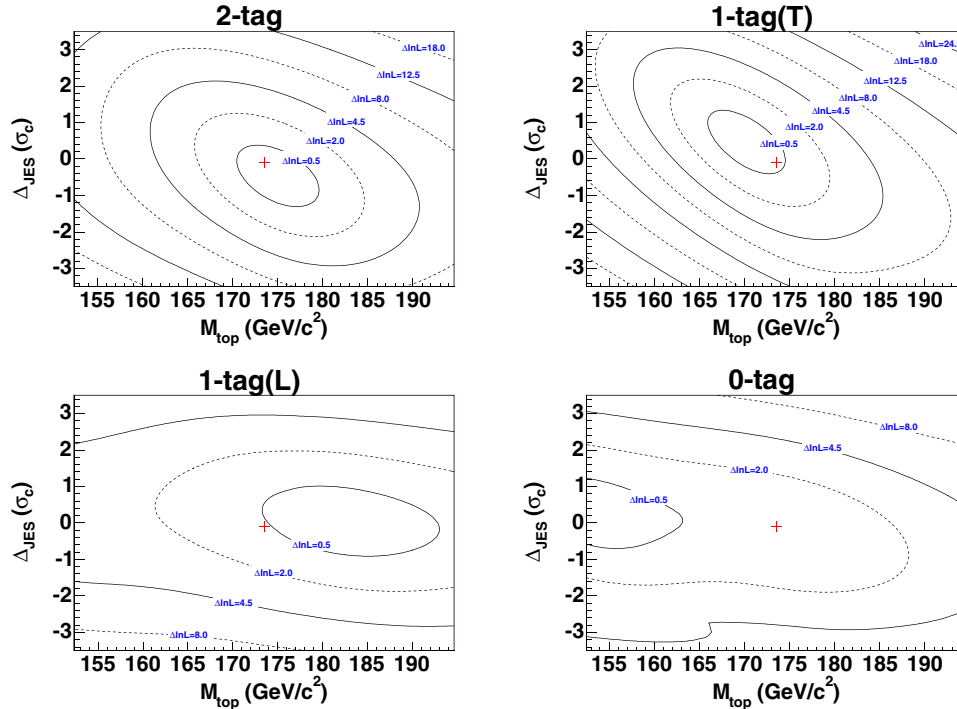 2-tag
3
2
1
0
-1
-2
-3
Δ_JES (σ_c)
ΔlnL=18.0
ΔlnL=12.5
ΔlnL=8.0
ΔlnL=4.5
ΔlnL=2.0
ΔlnL=0.5
155 160 165 170 175 180 185 190
M_top (GeV/c²)
1-tag(T)
3
2
1
0
-1
-2
-3
Δ_JES (σ_c)
ΔlnL=24.
ΔlnL=18.0
ΔlnL=12.5
ΔlnL=8.0
ΔlnL=4.5
ΔlnL=2.0
ΔlnL=0.5
155 160 165 170 175 180 185 190
M_top (GeV/c²)
1-tag(L)
3
2
1
0
-1
-2
-3
Δ_JES (σ_c)
ΔlnL=0.5
ΔlnL=2.0
ΔlnL=4.5
ΔlnL=8.0
155 160 165 170 175 180 185 190
M_top (GeV/c²)
0-tag
3
2
1
0
-1
-2
-3
Δ_JES (σ_c)
ΔlnL=8.0
ΔlnL=4.5
ΔlnL=2.0
ΔlnL=0.5
155 160 165 170 175 180 185 190
M_top (GeV/c²)